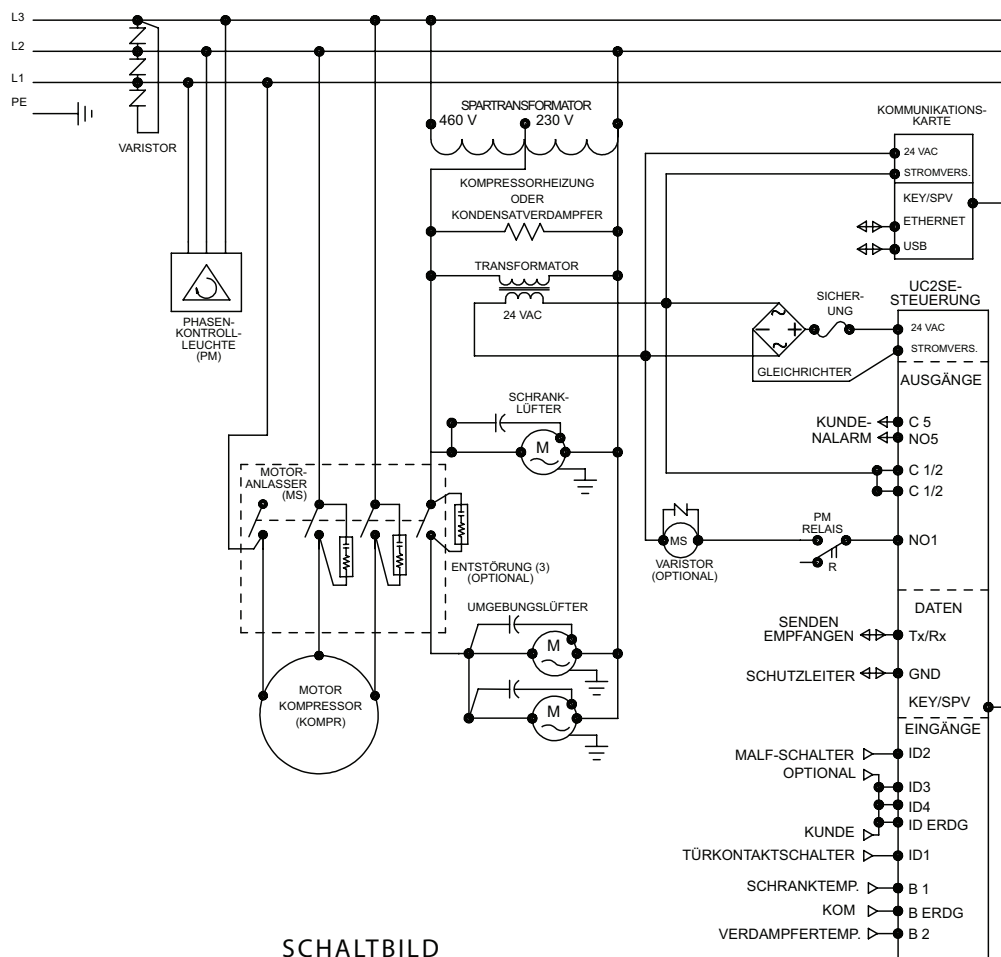 L3
L2
L1
PE
VARISTOR
SPARTRANSFORMATOR
460 V
230 V
KOMPRESSORHEIZUNG
ODER
KONDENSATVERDAMPFER
TRANSFORMATOR
24 VAC
PHASEN-
KONTROLL-
LEUCHTE
(PM)
KOMMUNIKATIONS-
KARTE
24 VAC
STROMVERS.
KEY/SPV
ETHERNET
USB
UC2SE-
STEUERUNG
SICHER-
UNG
24 VAC
STROMVERS.
GLEICHRICHTER
AUSGÄNGE
SCHRANK-
LÜFTER
M
KUNDE-
NALARM
C 5
NO5
C 1/2
C 1/2
MOTOR-
ANLASSER
(MS)
ENTSTÖRUNG (3)
(OPTIONAL)
MS
VARISTOR
(OPTIONAL)
PM
RELAIS
R
NO1
UMGEBUNGSLÜFTER
M
M
MOTOR
KOMPRESSOR
(KOMPR)
DATEN
SENDEN
EMPFANGEN
Tx/Rx
SCHUTZLEITER
GND
KEY/SPV
EINGÄNGE
MALF-SCHALTER
ID2
OPTIONAL
ID3
ID4
ID ERDG
KUNDE
TÜRKONTAKTSCHALTER
ID1
SCHRANKTEMP.
B 1
KOM
B ERDG
VERDAMPFERTEMP.
B 2
SCHALTBILD